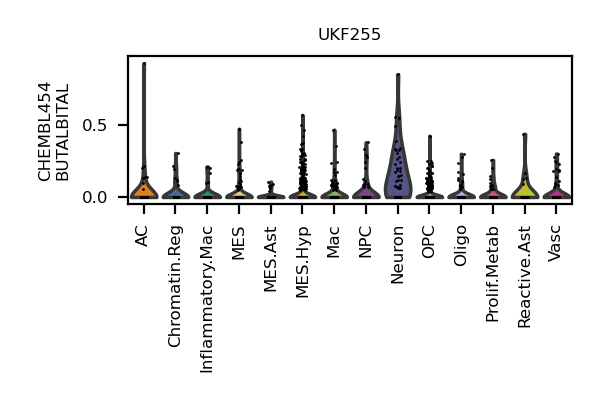 UKF255
CHEMBL454
BUTALBITAL
0.5
0.0
AC
Chromatin.Reg
Inflammatory.Mac
MES
MES.Ast
MES.Hyp
Mac
NPC
Neuron
OPC
Oligo
Prolif.Metab
Reactive.Ast
Vasc